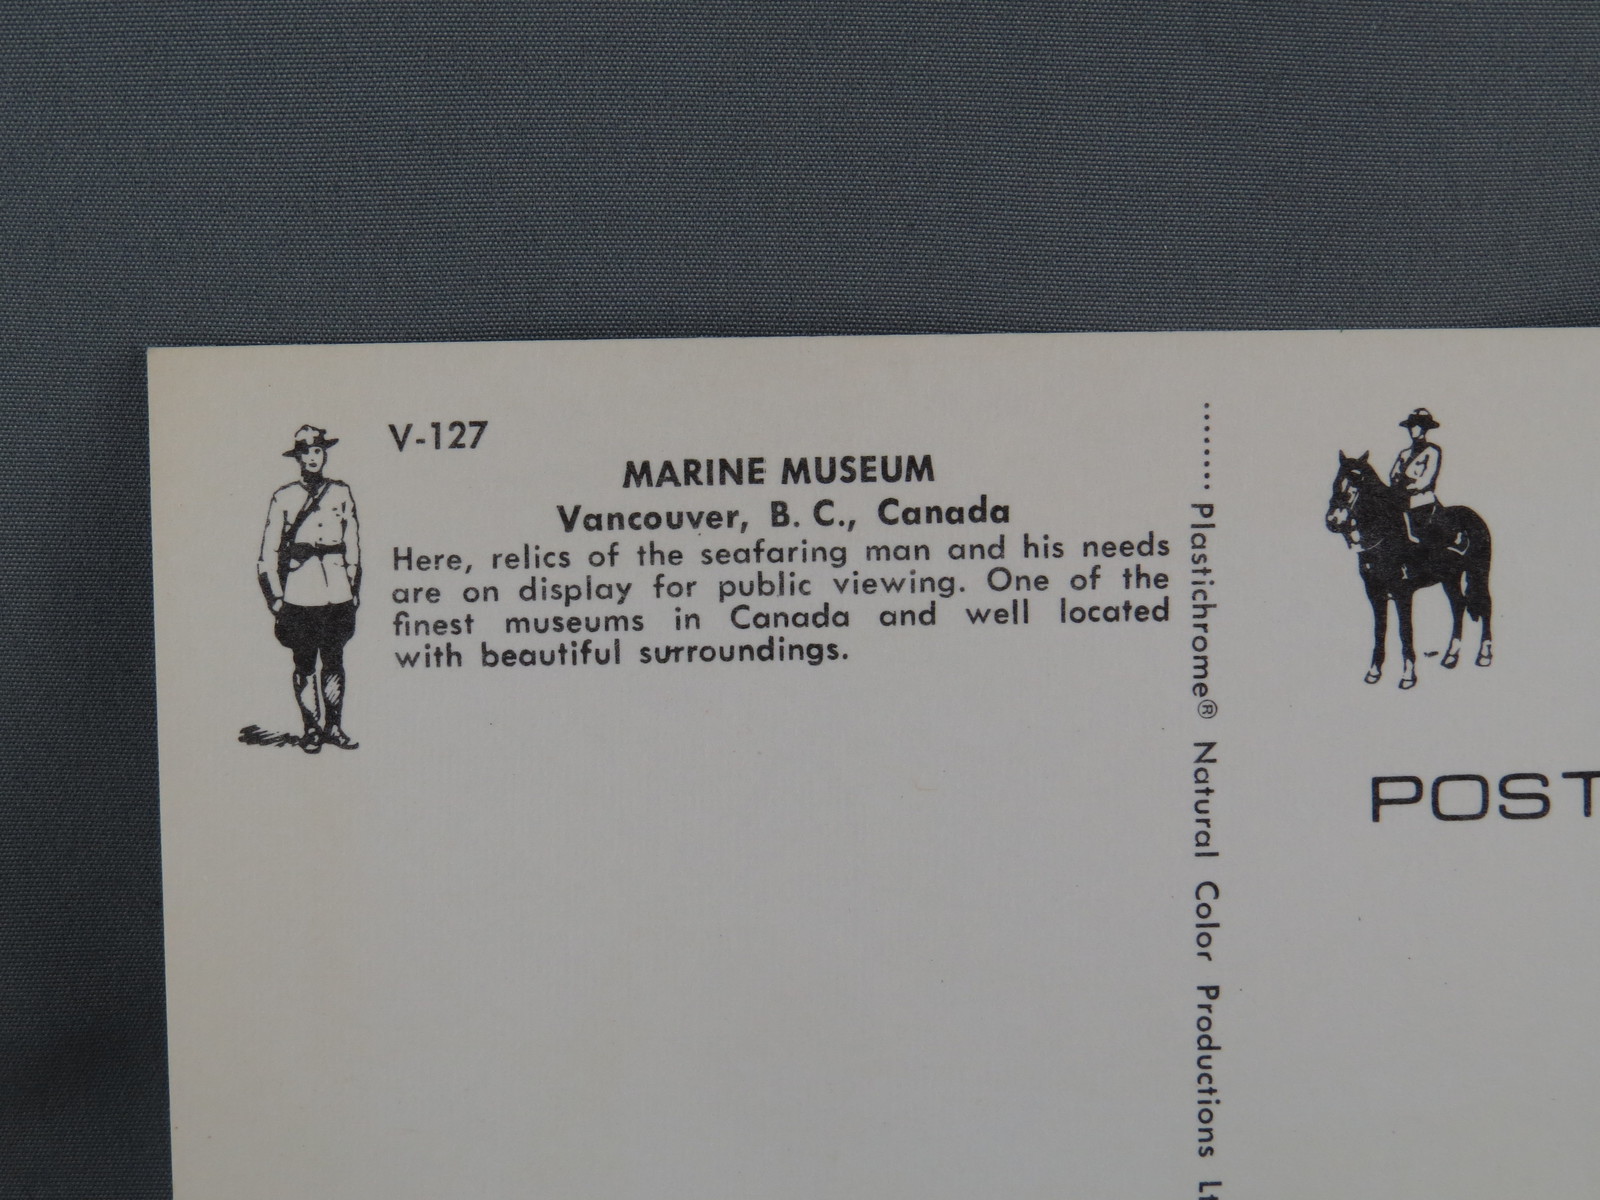 V-127
MARINE MUSEUM
Vancouver, B. C., Canada
Here, relics of the seafaring man and his needs
are on display for public viewing. One of the
finest museums in Canada and well located
with beautiful surroundings.
........ Plastichrome® Natural Color Productions Lt
POST